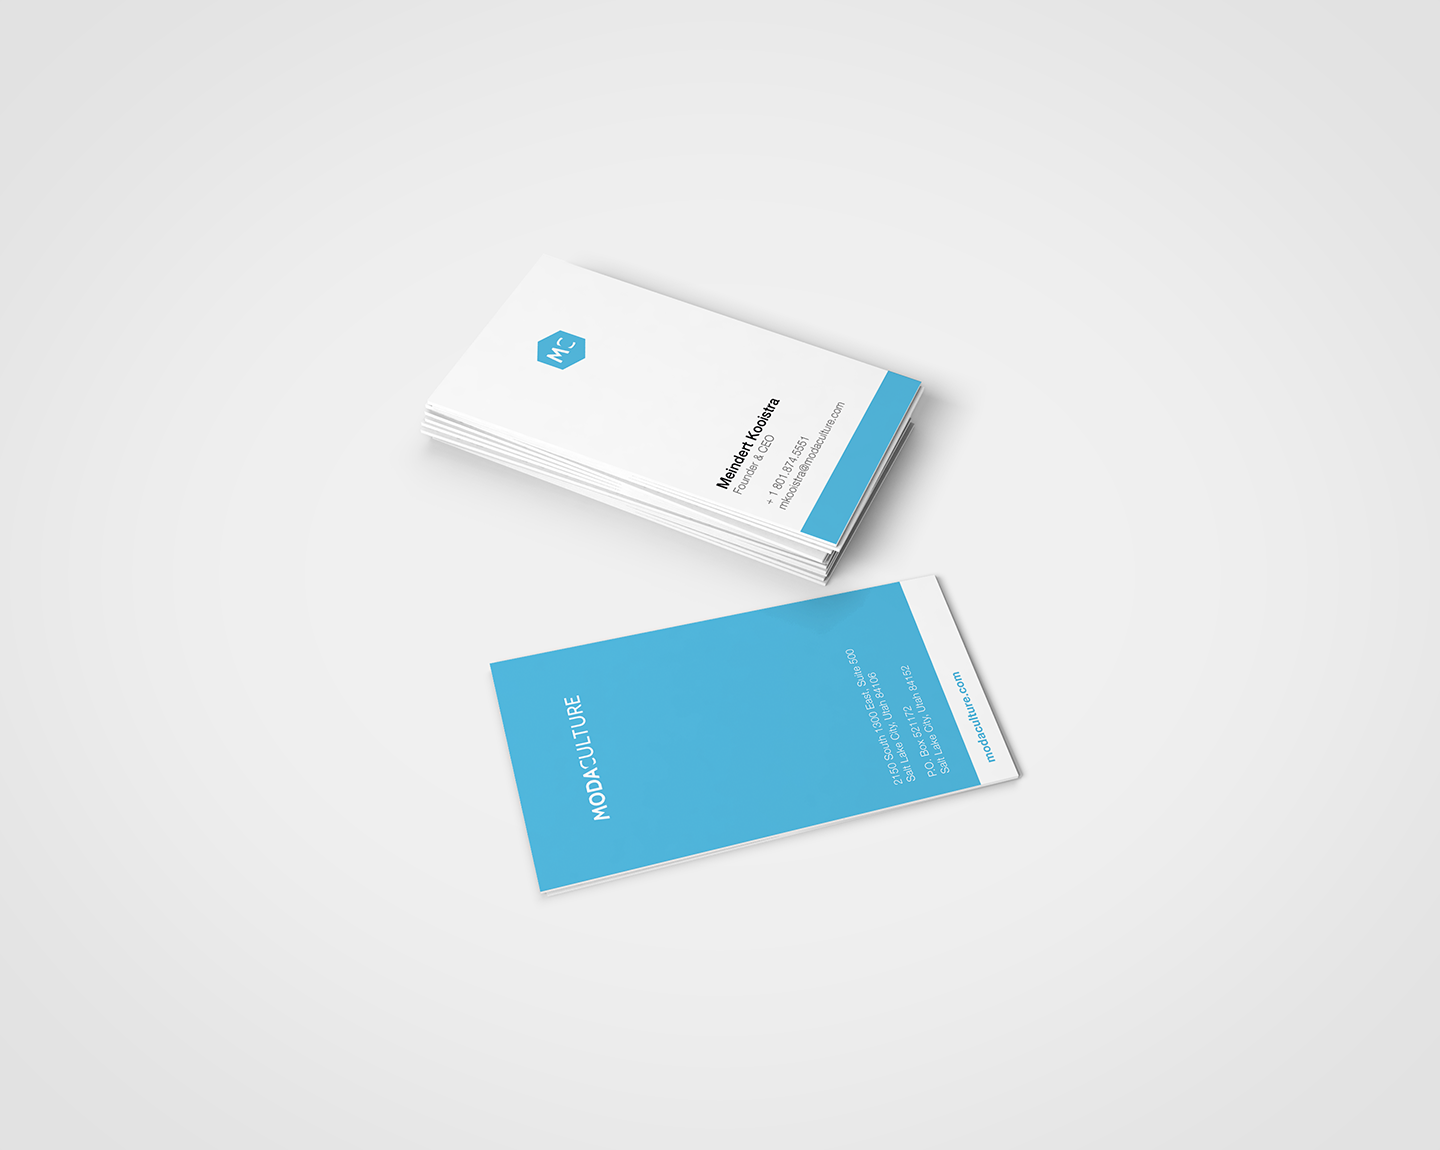 MC
Meindert Kooistra
Founder & CEO
+ 1 801.874.5551
mkooistra@modaculture.com
MODACULTURE
2150 South 1300 East, Suite 500
Salt Lake City, Utah 84106
P.O. Box 521172
Salt Lake City, Utah 84152
modaculture.com